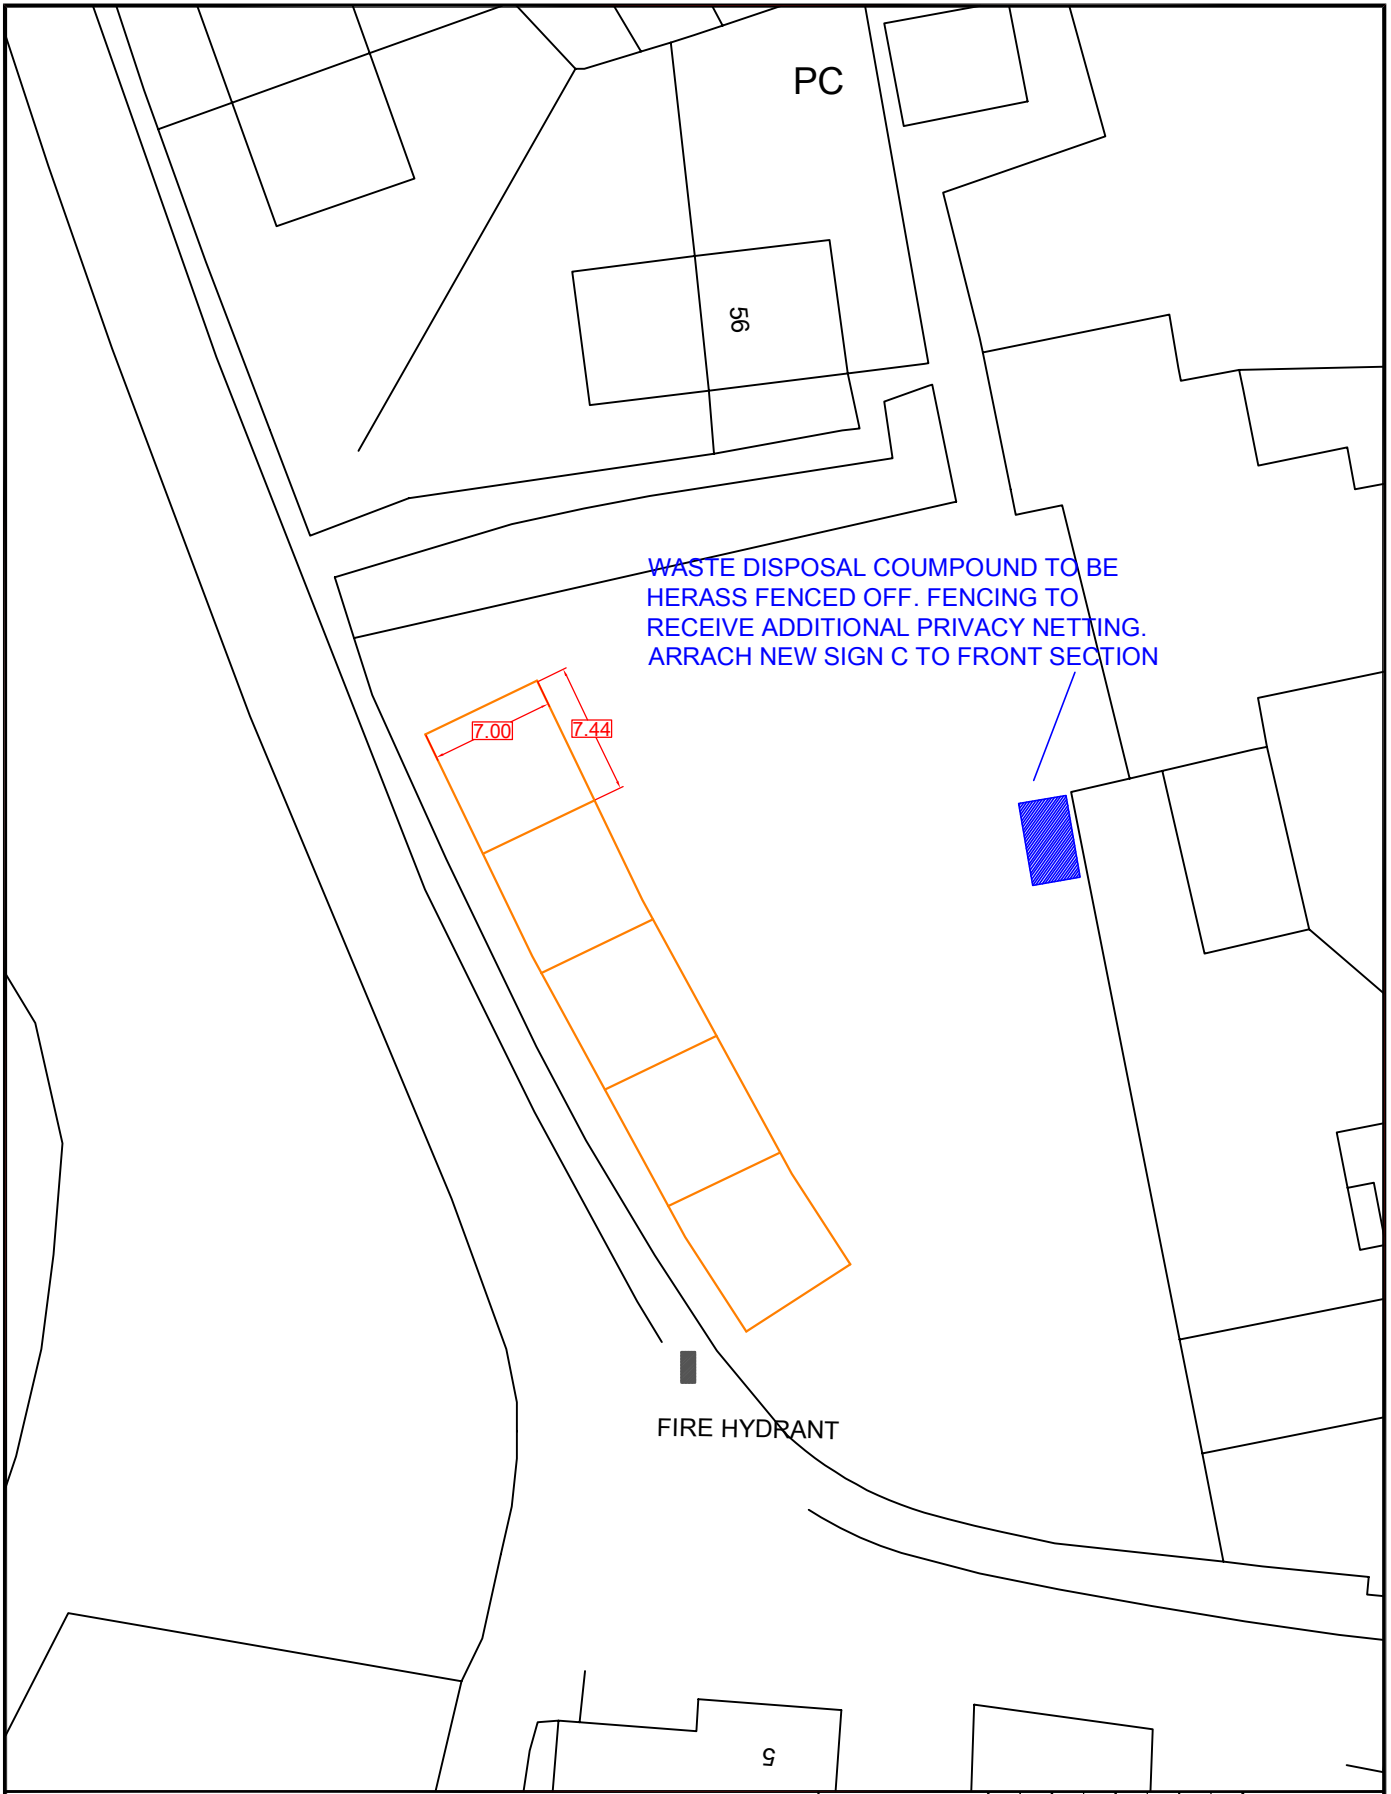 PC
56
WASTE DISPOSAL COUMPOUND TO BE
HERASS FENCED OFF. FENCING TO
RECEIVE ADDITIONAL PRIVACY NETTING.
ARRACH NEW SIGN C TO FRONT SECTION
7.00
7.44
FIRE HYDRANT
5